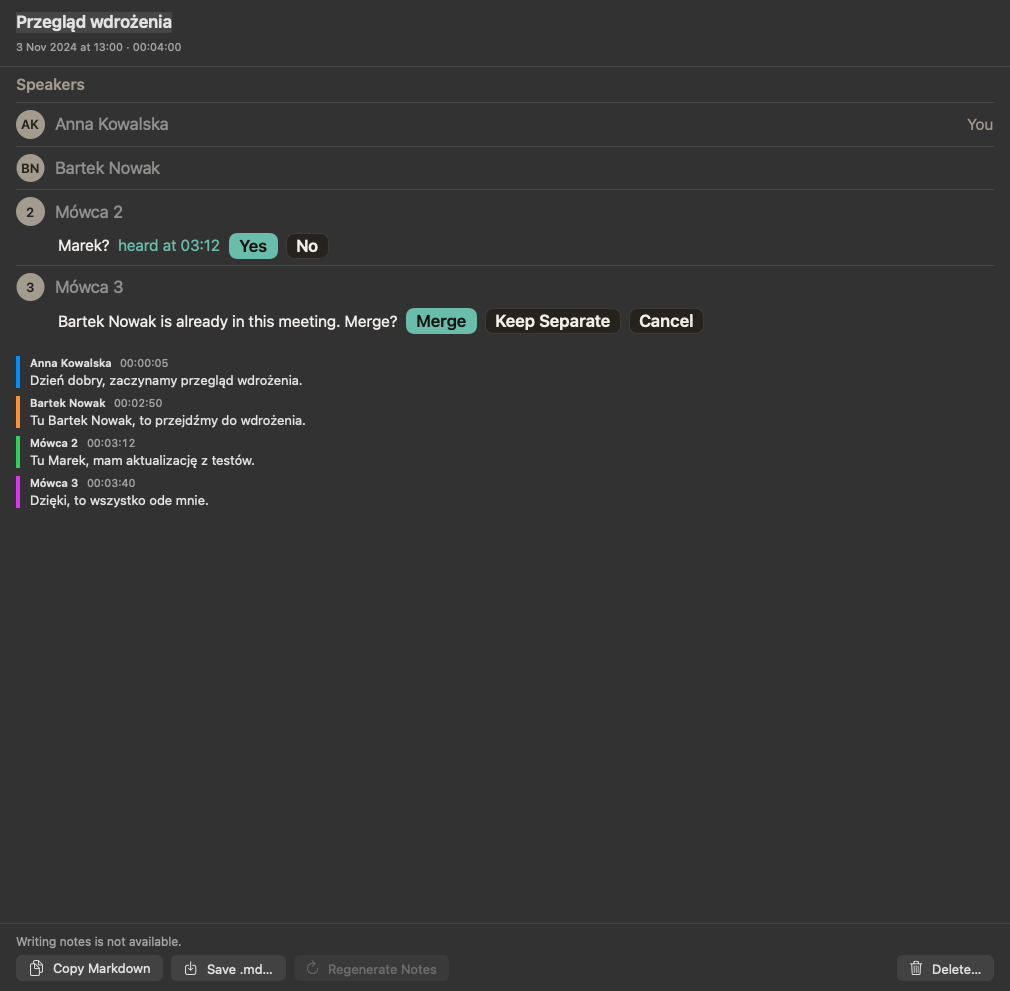 Przegląd wdrożenia
3 Nov 2024 at 13:00 · 00:04:00
Speakers
AK Anna Kowalska You
BN Bartek Nowak
2 Mówca 2
Marek? heard at 03:12 Yes No
3 Mówca 3
Bartek Nowak is already in this meeting. Merge? Merge Keep Separate Cancel
Anna Kowalska 00:00:05
Dzień dobry, zaczynamy przegląd wdrożenia.
Bartek Nowak 00:02:50
Tu Bartek Nowak, to przejdźmy do wdrożenia.
Mówca 2 00:03:12
Tu Marek, mam aktualizację z testów.
Mówca 3 00:03:40
Dzięki, to wszystko ode mnie.
Writing notes is not available.
Copy Markdown Save .md... Regenerate Notes Delete...